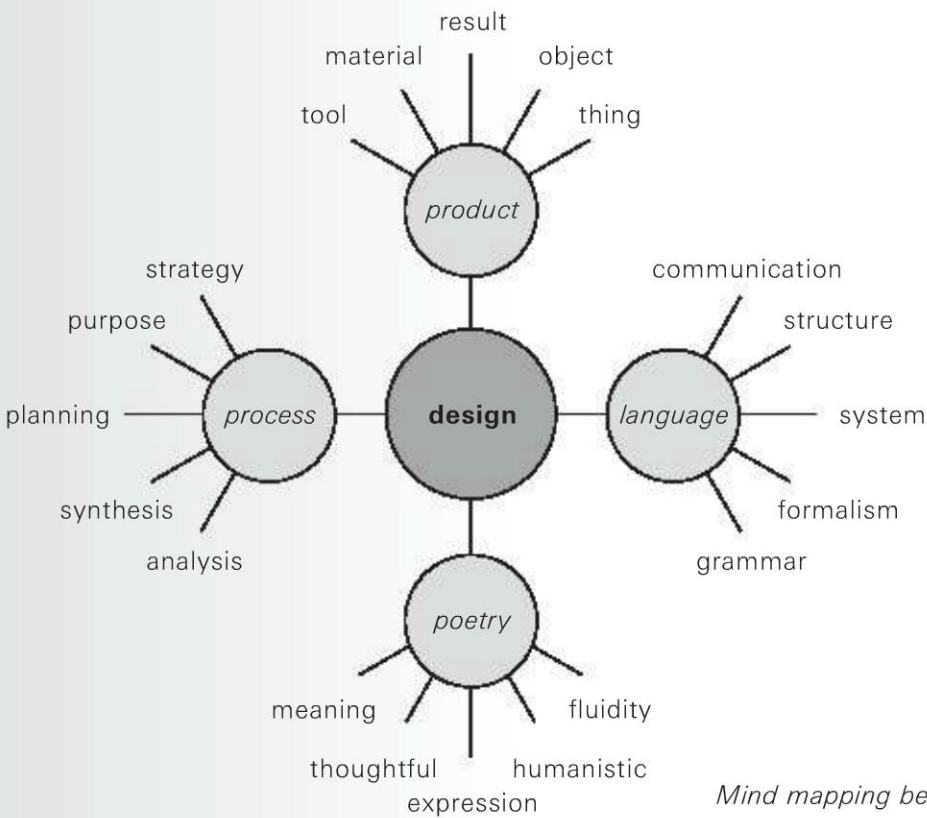 result
material
object
tool
thing
product
strategy
communication
purpose
structure
planning
process
design
language
system
synthesis
formalism
analysis
grammar
poetry
meaning
fluidity
thoughtful
humanistic
expression
Mind mapping be